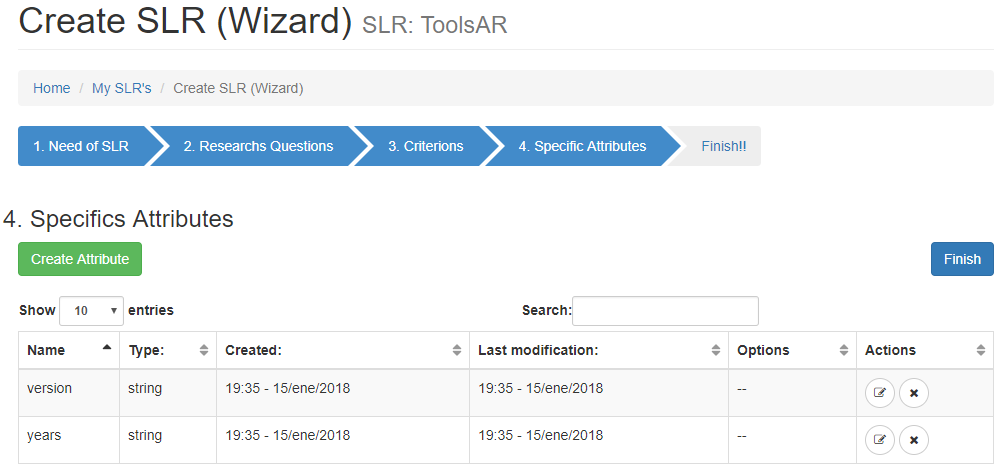 Create SLR (Wizard) SLR: ToolsAR
Home / My SLR's / Create SLR (Wizard)
1. Need of SLR 2. Researchs Questions 3. Criterions 4. Specific Attributes Finish!!
4. Specifics Attributes
Create Attribute Finish
Show 10 entries Search:
Name Type: Created: Last modification: Options Actions
version string 19:35 - 15/ene/2018 19:35 - 15/ene/2018 --
years string 19:35 - 15/ene/2018 19:35 - 15/ene/2018 --